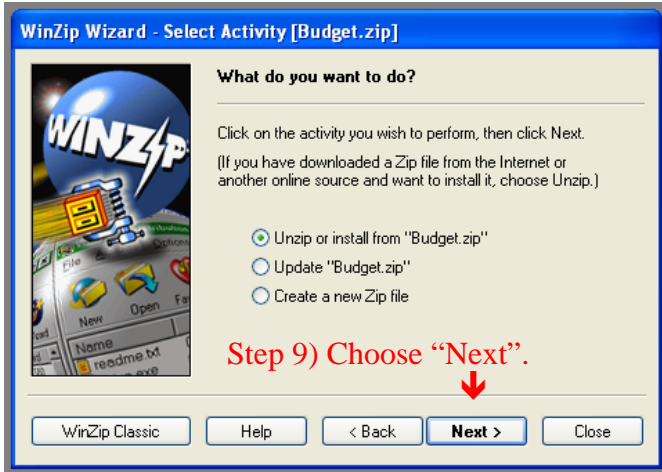 WinZip Wizard - Select Activity [Budget.zip]
What do you want to do?
WINZIP
Click on the activity you wish to perform, then click Next.
(If you have downloaded a Zip file from the Internet or
another online source and want to install it, choose Unzip.)
Unzip or install from "Budget.zip"
Update "Budget.zip"
Create a new Zip file
File
Options
New
Open
Name
readme.txt
Step 9) Choose “Next”.
WinZip Classic
Help
< Back
Next >
Close